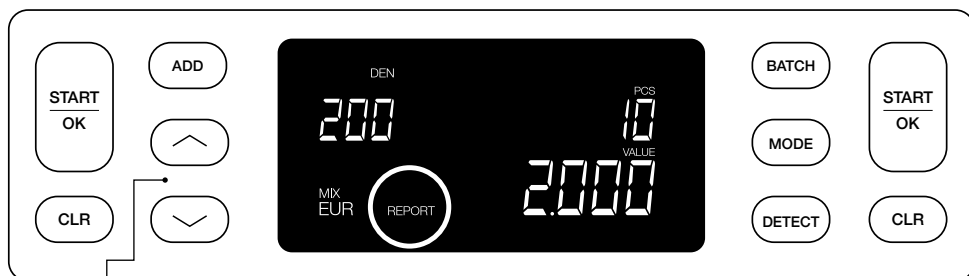 START
OK
CLR
ADD
DEN
200
PCS
10
VALUE
2.000
MIX
EUR
REPORT
BATCH
MODE
DETECT
START
OK
CLR